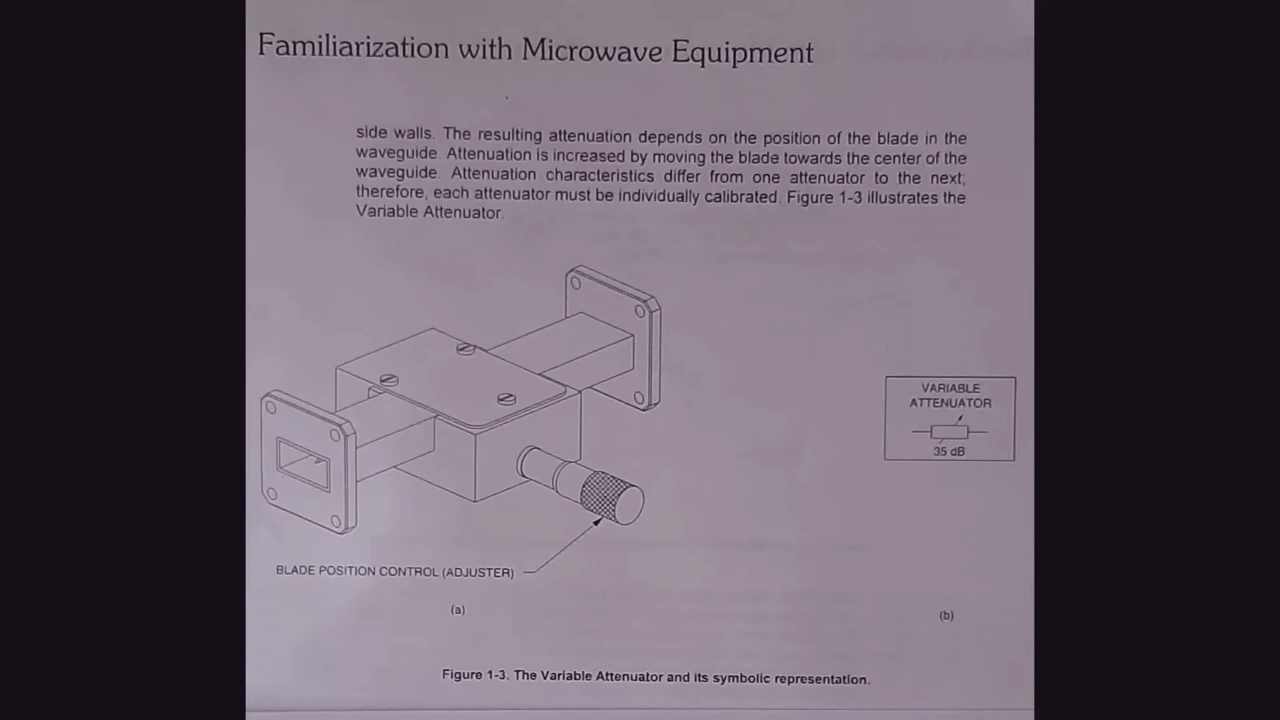 Familiarization with Microwave Equipment
side walls. The resulting attenuation depends on the position of the blade in the
waveguide. Attenuation is increased by moving the blade towards the center of the
waveguide. Attenuation characteristics differ from one attenuator to the next;
therefore, each attenuator must be individually calibrated. Figure 1-3 illustrates the
Variable Attenuator.
VARIABLE
ATTENUATOR
35 dB
BLADE POSITION CONTROL (ADJUSTER)
(a)
(b)
Figure 1-3. The Variable Attenuator and its symbolic representation.